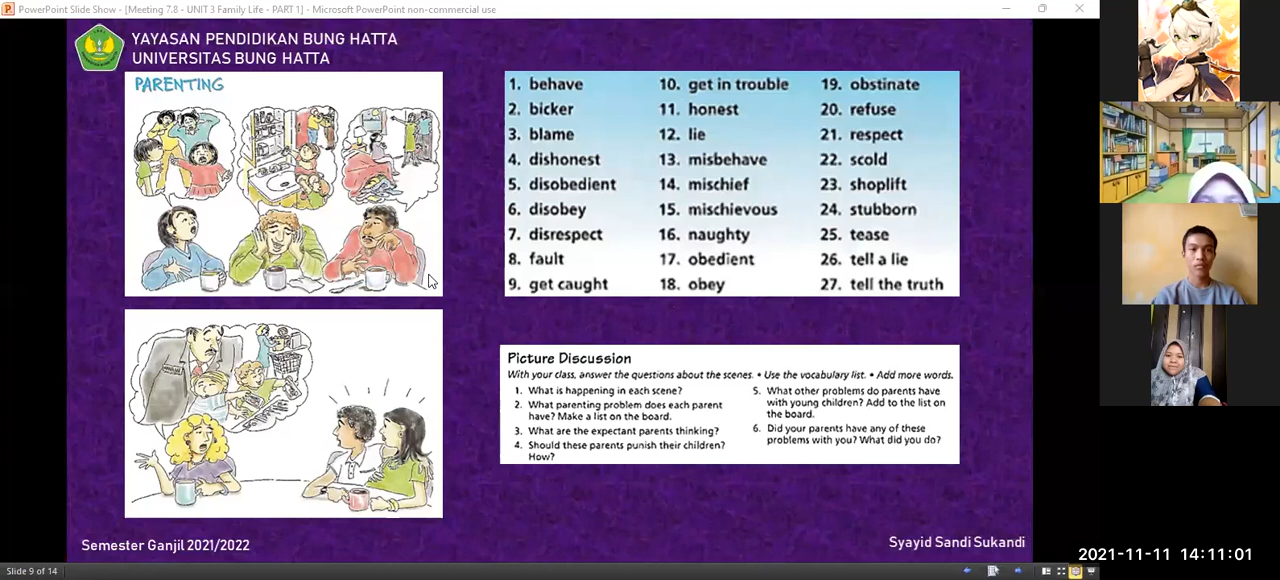 PowerPoint Slide Show - [Meeting 7.8 - UNIT 3 Family Life - PART 1] - Microsoft PowerPoint non-commercial use
YAYASAN PENDIDIKAN BUNG HATTA
UNIVERSITAS BUNG HATTA
PARENTING
1. behave
2. bicker
3. blame
4. dishonest
5. disobedient
6. disobey
7. disrespect
8. fault
9. get caught
10. get in trouble
11. honest
12. lie
13. misbehave
14. mischief
15. mischievous
16. naughty
17. obedient
18. obey
19. obstinate
20. refuse
21. respect
22. scold
23. shoplift
24. stubborn
25. tease
26. tell a lie
27. tell the truth
Picture Discussion
With your class, answer the questions about the scenes. • Use the vocabulary list. • Add more words.
1. What is happening in each scene?
2. What parenting problem does each parent
have? Make a list on the board.
3. What are the expectant parents thinking?
4. Should these parents punish their children?
How?
5. What other problems do parents have
with young children? Add to the list on
the board.
6. Did your parents have any of these
problems with you? What did you do?
Semester Ganjil 2021/2022
Syayid Sandi Sukandi
2021-11-11 14:11:01
Slide 9 of 14